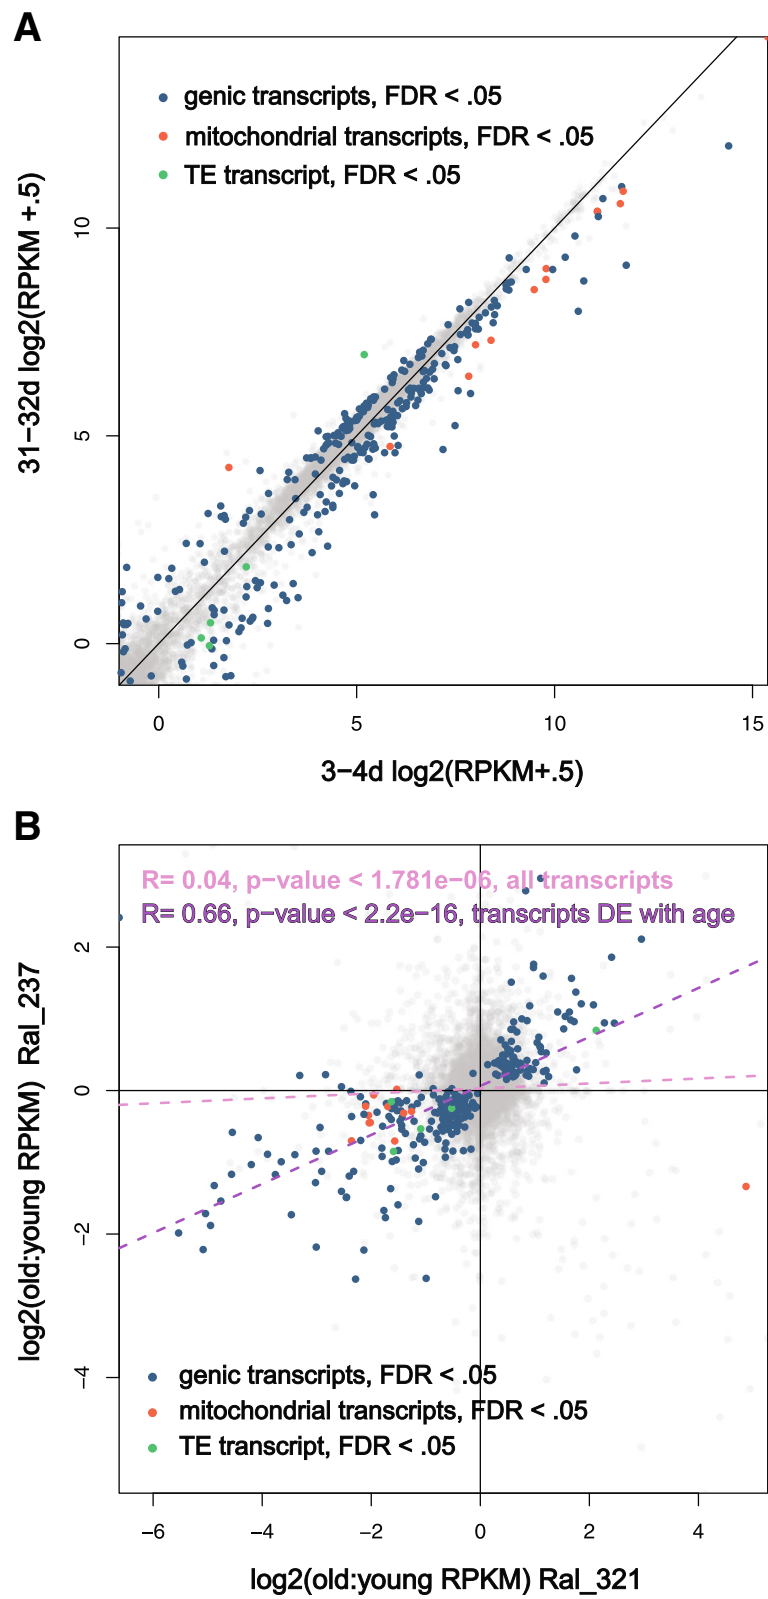 A
genic transcripts, FDR < .05
mitochondrial transcripts, FDR < .05
TE transcript, FDR < .05
31−32d log2(RPKM +.5)
10
5
0
0 5 10 15
3−4d log2(RPKM+.5)
B
R= 0.04, p−value < 1.781e−06, all transcripts
R= 0.66, p−value < 2.2e−16, transcripts DE with age
log2(old:young RPKM) Ral_237
2
0
−2
−4
genic transcripts, FDR < .05
mitochondrial transcripts, FDR < .05
TE transcript, FDR < .05
−6 −4 −2 0 2 4
log2(old:young RPKM) Ral_321